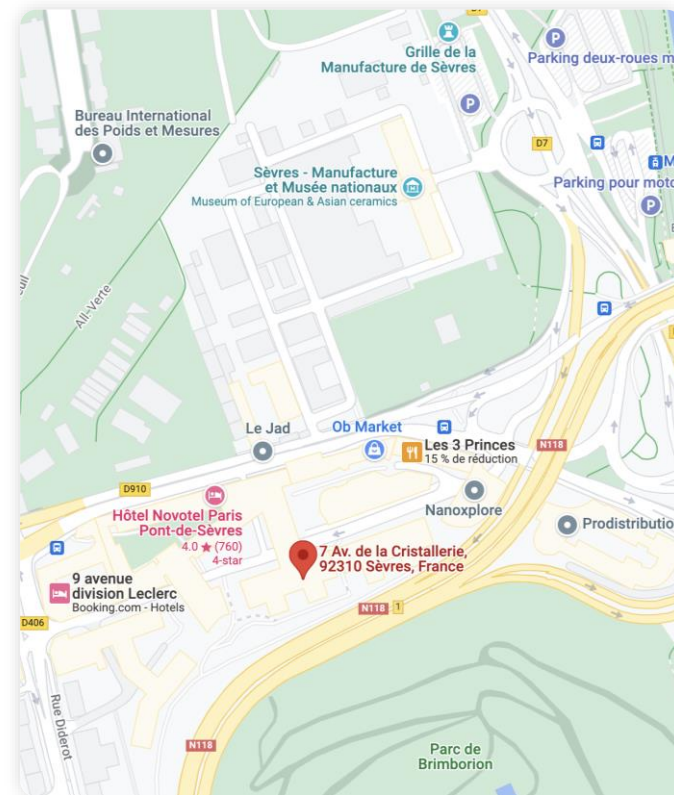 D7
Grille de la
Manufacture de Sèvres
P
Parking deux-roues m
Bureau International
des Poids et Mesures
P
D7
Sèvres - Manufacture
et Musée nationaux
Museum of European & Asian ceramics
M
Parking pour moto
P
All-Verte
Le Jad
Ob Market
Les 3 Princes
15 % de réduction
N118
D910
Nanoxplore
Hôtel Novotel Paris
Pont-de-Sèvres
4.0 ★ (760)
4-star
Prodistributio
7 Av. de la Cristallerie,
92310 Sèvres, France
9 avenue
division Leclerc
Booking.com - Hotels
N118
1
D406
Rue Diderot
N118
Parc de
Brimborion